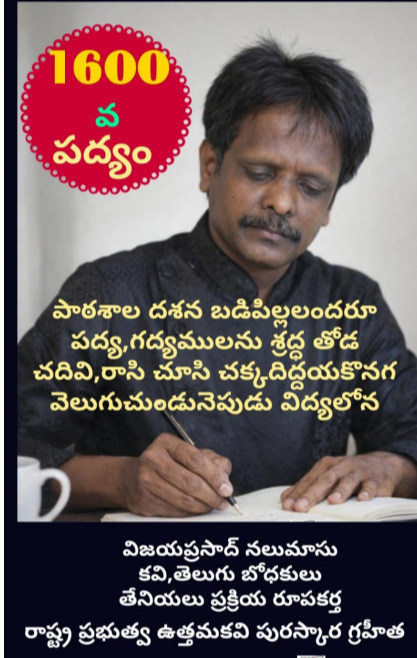 1600
వ
పద్యం
పాఠశాల దశన బడిపిల్లలందరూ
పద్య,గద్యములను శ్రద్ధ తోడ
చదివి,రాసి చూసి చక్కదిద్దయకొనగ
వెలుగుచుండునెపుడు విద్యలోన
విజయప్రసాద్ నలుమాసు
కవి,తెలుగు బోధకులు
తేనియలు ప్రక్రియ రూపకర్త
రాష్ట్ర ప్రభుత్వ ఉత్తమకవి పురస్కార గ్రహీత